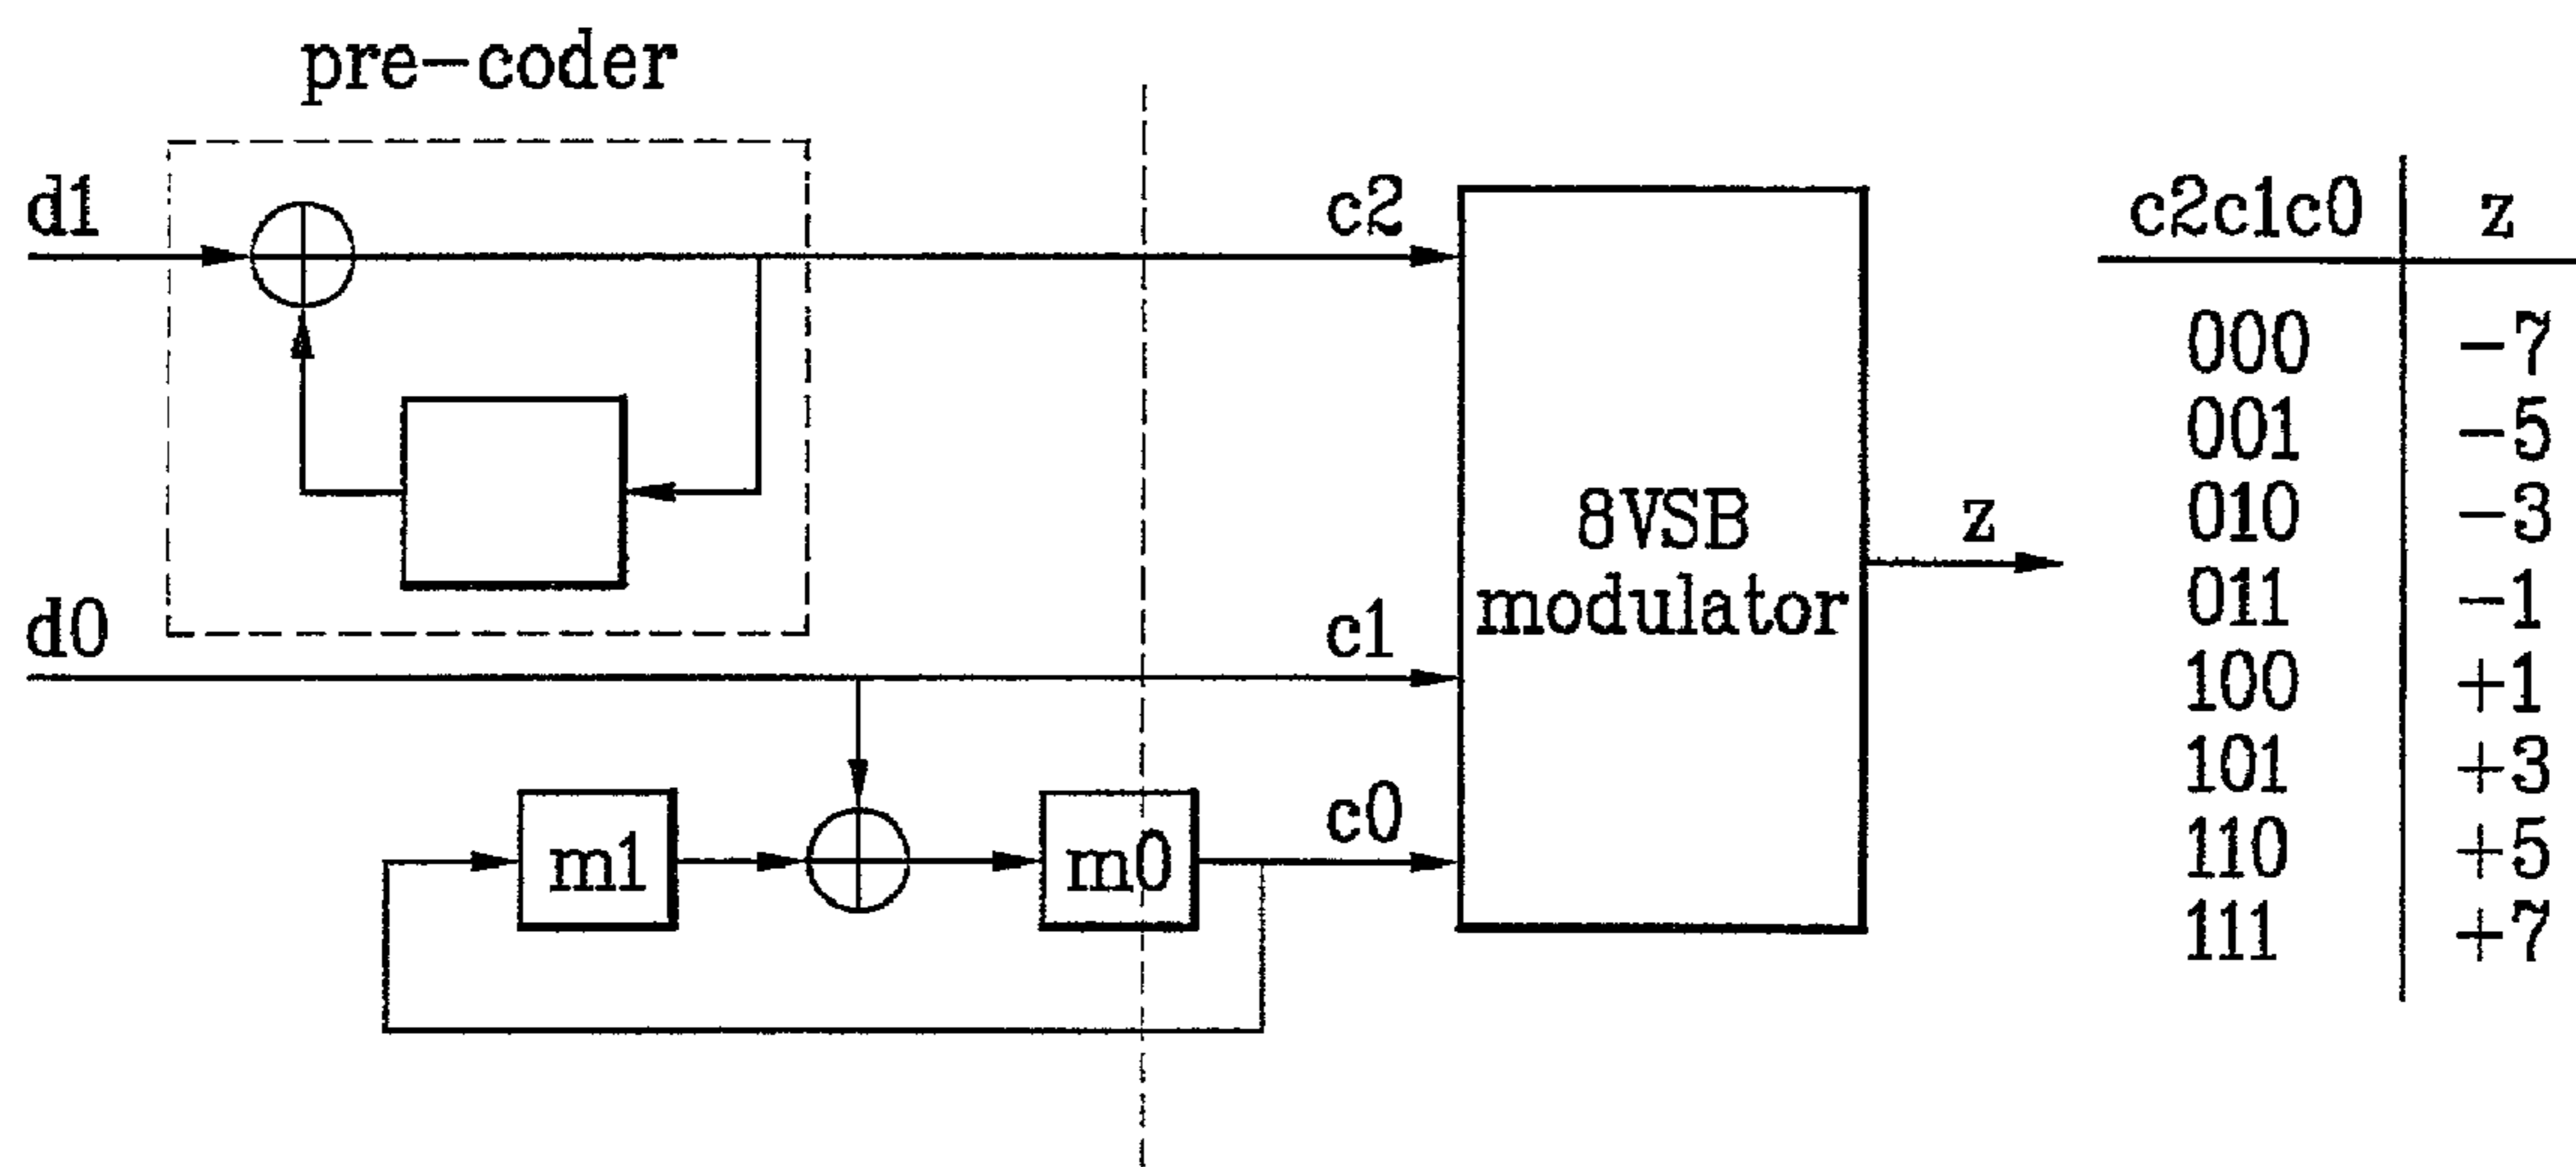 pre-coder
d1
c2
d0
c1
m1
m0
c0
8VSB
modulator
z
c2c1c0 z
000 −7
001 −5
010 −3
011 −1
100 +1
101 +3
110 +5
111 +7